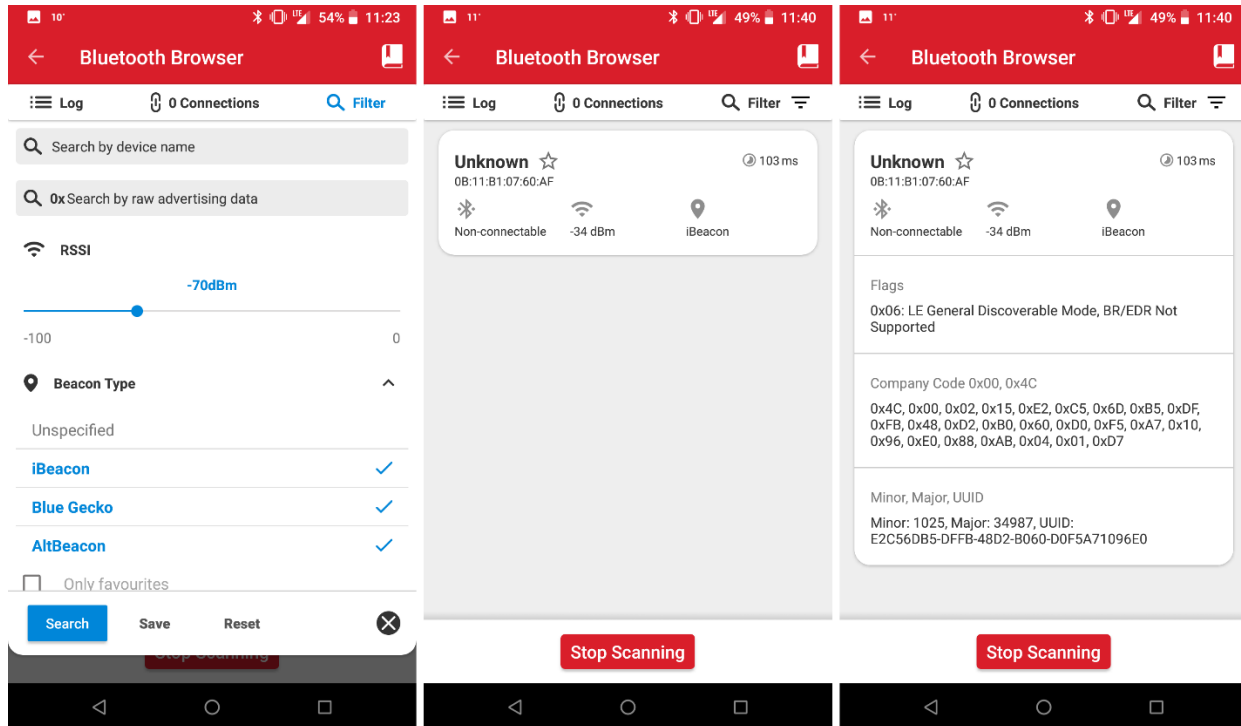 10°
LTE
54%
11:23
Bluetooth Browser
Log
0 Connections
Filter
Search by device name
0x Search by raw advertising data
RSSI
-70dBm
-100
0
Beacon Type
Unspecified
iBeacon
Blue Gecko
AltBeacon
Only favourites
Search
Save
Reset
Stop Scanning
11°
LTE
49%
11:40
Bluetooth Browser
Log
0 Connections
Filter
Unknown
103 ms
0B:11:B1:07:60:AF
Non-connectable
-34 dBm
iBeacon
Stop Scanning
11°
LTE
49%
11:40
Bluetooth Browser
Log
0 Connections
Filter
Unknown
103 ms
0B:11:B1:07:60:AF
Non-connectable
-34 dBm
iBeacon
Flags
0x06: LE General Discoverable Mode, BR/EDR Not
Supported
Company Code 0x00, 0x4C
0x4C, 0x00, 0x02, 0x15, 0xE2, 0xC5, 0x6D, 0xB5, 0xDF,
0xFB, 0x48, 0xD2, 0xB0, 0x60, 0xD0, 0xF5, 0xA7, 0x10,
0x96, 0xE0, 0x88, 0xAB, 0x04, 0x01, 0xD7
Minor, Major, UUID
Minor: 1025, Major: 34987, UUID:
E2C56DB5-DFFB-48D2-B060-D0F5A71096E0
Stop Scanning